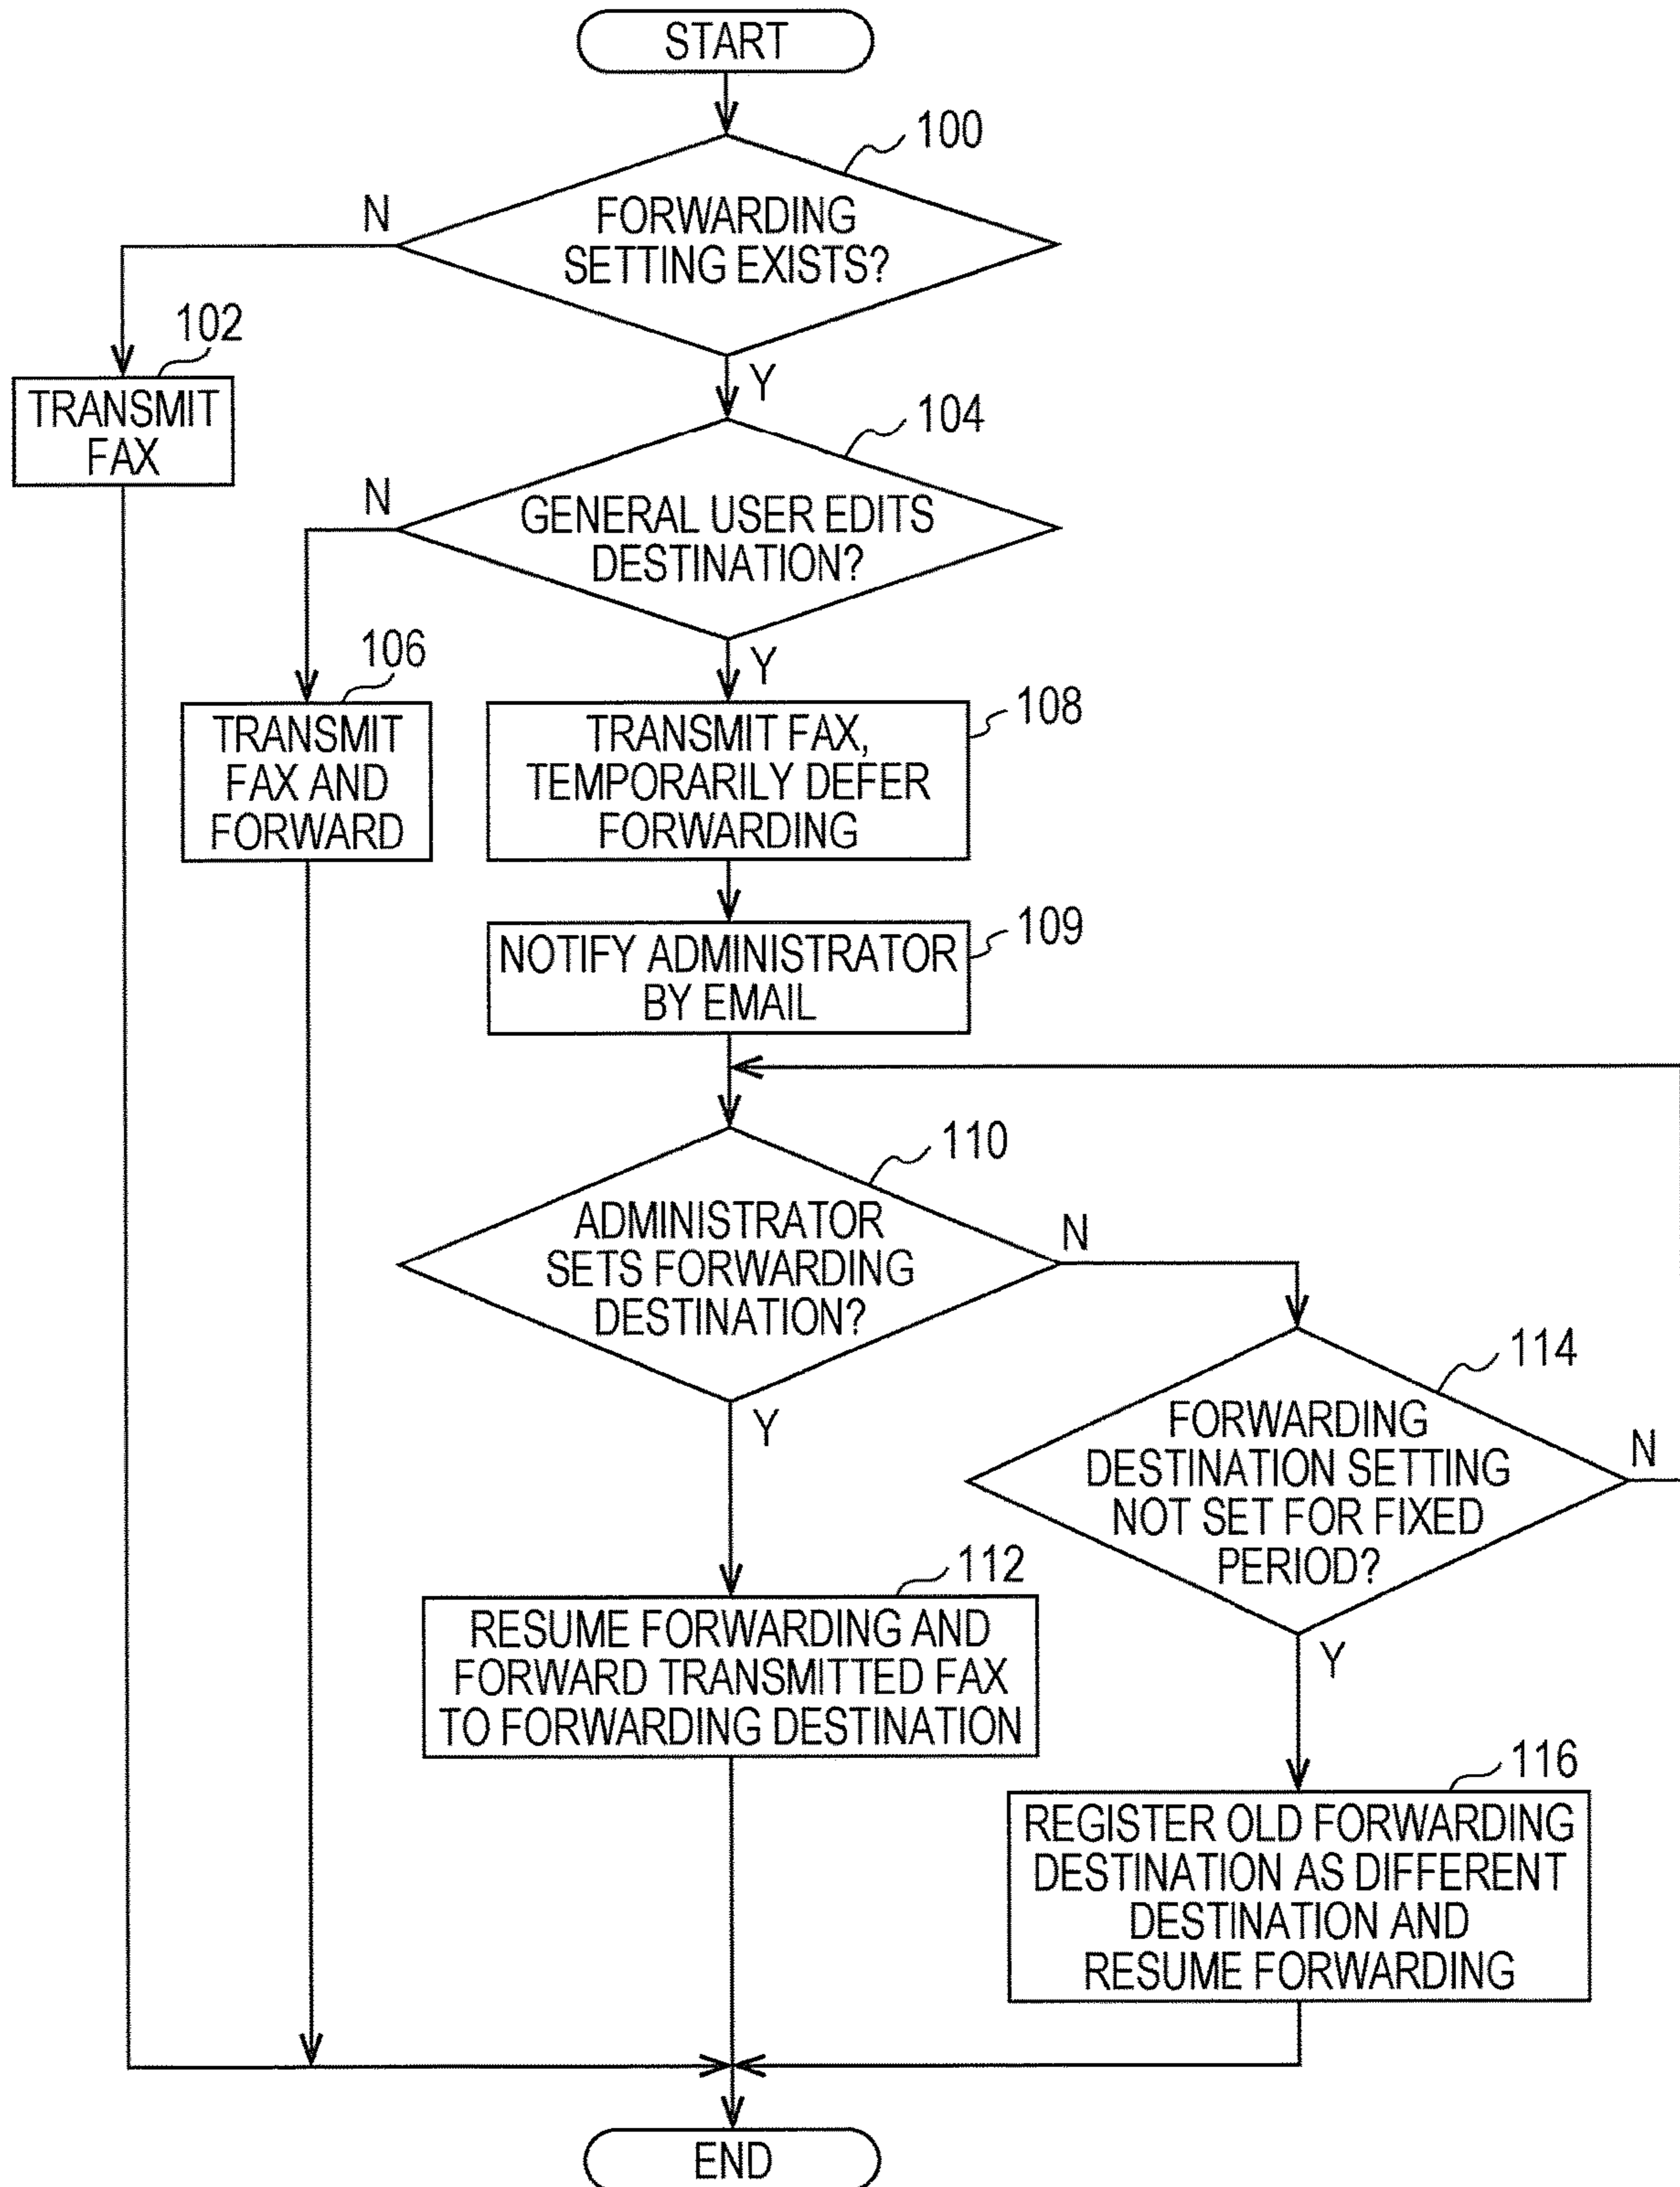 START
100
FORWARDING
SETTING EXISTS?
N
Y
102
TRANSMIT
FAX
104
GENERAL USER EDITS
DESTINATION?
N
Y
106
TRANSMIT
FAX AND
FORWARD
108
TRANSMIT FAX,
TEMPORARILY DEFER
FORWARDING
109
NOTIFY ADMINISTRATOR
BY EMAIL
110
ADMINISTRATOR
SETS FORWARDING
DESTINATION?
N
Y
114
FORWARDING
DESTINATION SETTING
NOT SET FOR FIXED
PERIOD?
N
Y
112
RESUME FORWARDING AND
FORWARD TRANSMITTED FAX
TO FORWARDING DESTINATION
116
REGISTER OLD FORWARDING
DESTINATION AS DIFFERENT
DESTINATION AND
RESUME FORWARDING
END